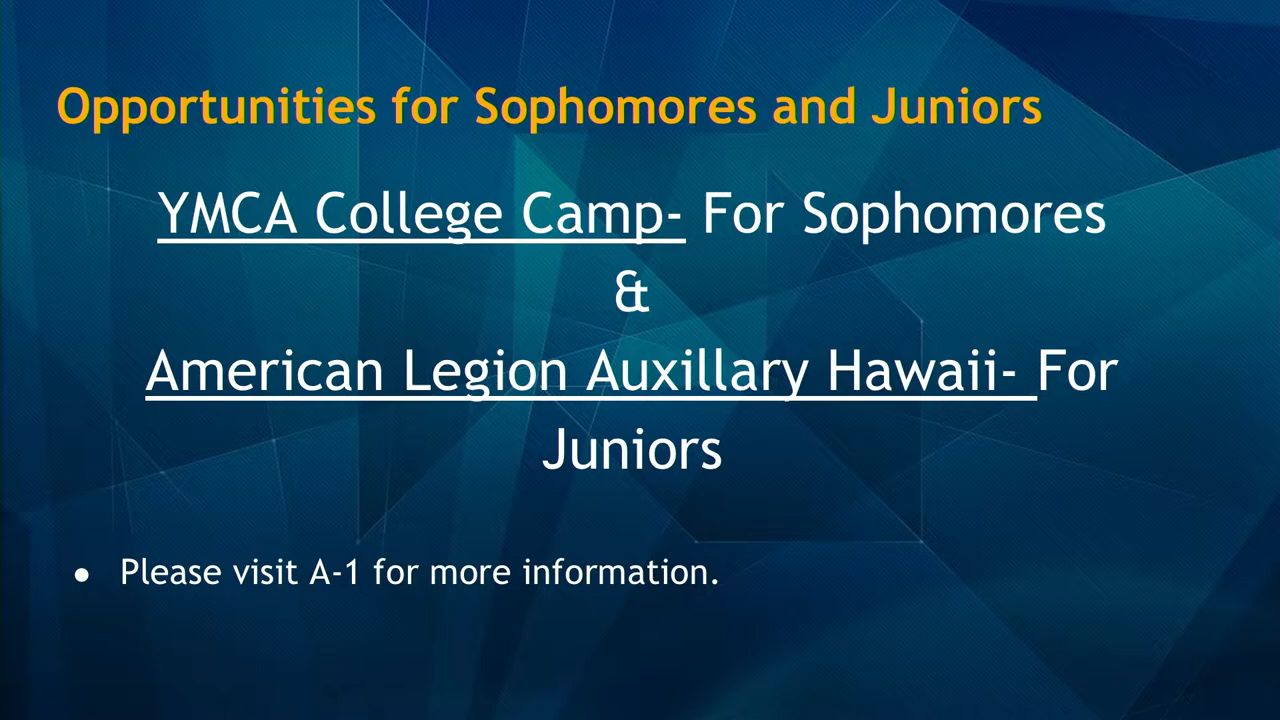 Opportunities for Sophomores and Juniors
YMCA College Camp- For Sophomores
&
American Legion Auxillary Hawaii- For
Juniors
● Please visit A-1 for more information.